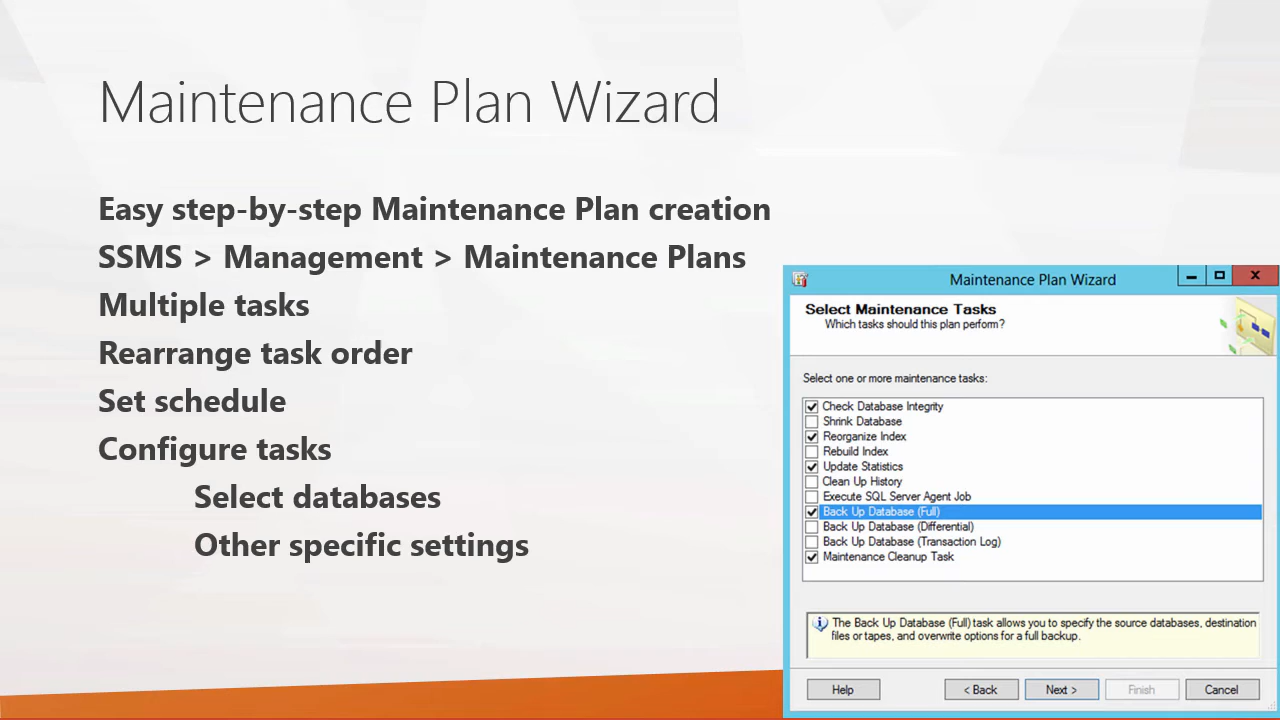 Maintenance Plan Wizard
Easy step-by-step Maintenance Plan creation
SSMS > Management > Maintenance Plans
Multiple tasks
Rearrange task order
Set schedule
Configure tasks
Select databases
Other specific settings
Maintenance Plan Wizard
Select Maintenance Tasks
Which tasks should this plan perform?
Select one or more maintenance tasks:
Check Database Integrity
Shrink Database
Reorganize Index
Rebuild Index
Update Statistics
Clean Up History
Execute SQL Server Agent Job
Back Up Database (Full)
Back Up Database (Differential)
Back Up Database (Transaction Log)
Maintenance Cleanup Task
The Back Up Database (Full) task allows you to specify the source databases, destination
files or tapes, and overwrite options for a full backup.
Help
< Back
Next >
Finish
Cancel